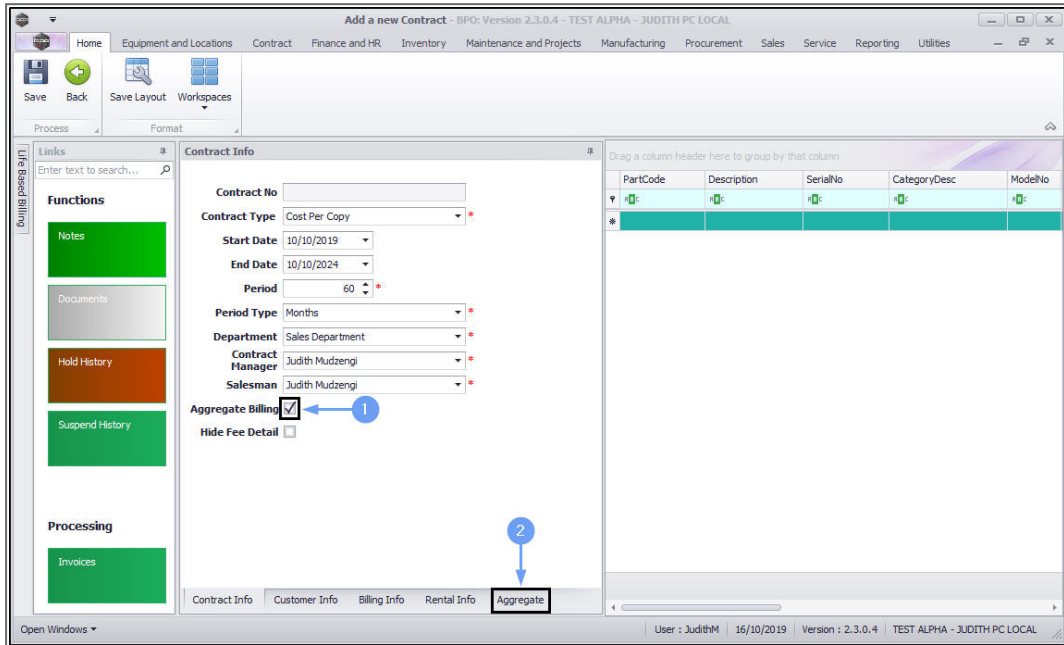 Add a new Contract - BPO: Version 2.3.0.4 - TEST ALPHA - JUDITH PC LOCAL
Home Equipment and Locations Contract Finance and HR Inventory Maintenance and Projects Manufacturing Procurement Sales Service Reporting Utilities
Save Back Save Layout Workspaces
Process Format
Life Based Billing
Links
Enter text to search...
Functions
Notes
Documents
Hold History
Suspend History
Processing
Invoices
Contract Info
Contract No
Contract Type Cost Per Copy *
Start Date 10/10/2019
End Date 10/10/2024
Period 60 *
Period Type Months *
Department Sales Department *
Contract Manager Judith Mudzengi *
Salesman Judith Mudzengi *
Aggregate Billing 1
Hide Fee Detail
2
Contract Info Customer Info Billing Info Rental Info Aggregate
Drag a column header here to group by that column
PartCode Description SerialNo CategoryDesc ModelNo
Open Windows User : JudithM 16/10/2019 Version : 2.3.0.4 TEST ALPHA - JUDITH PC LOCAL